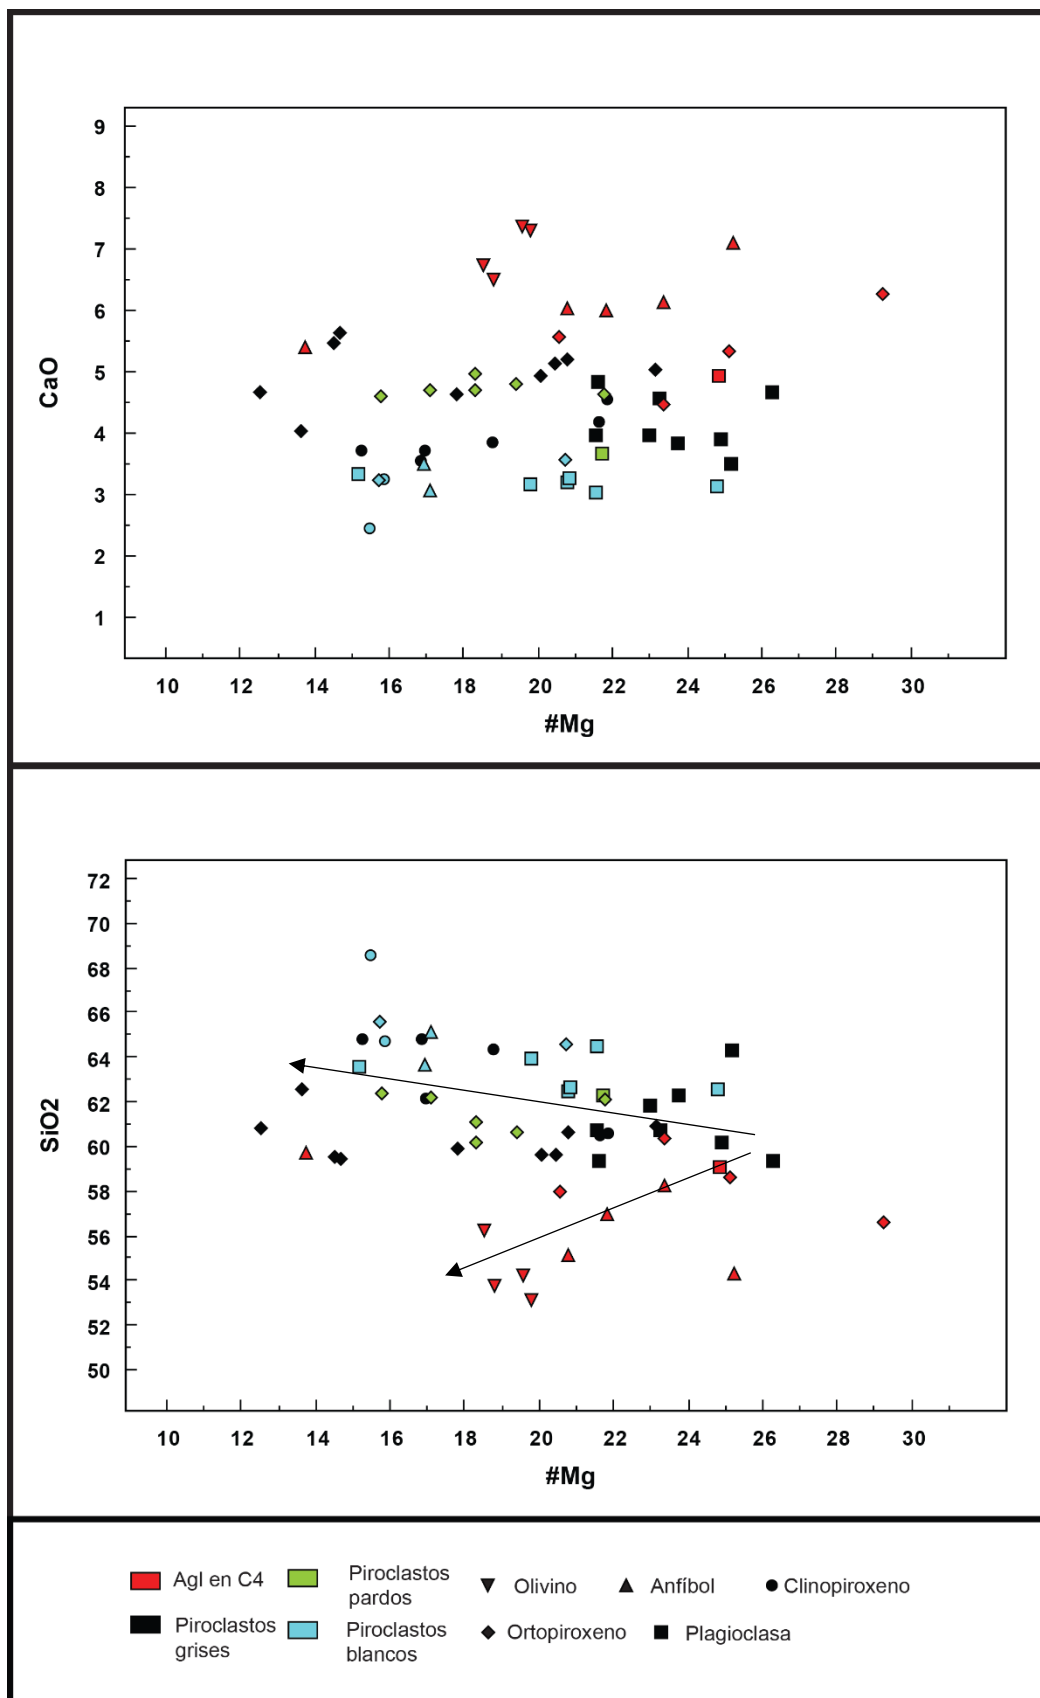 9
8
7
6
5
4
3
2
1
CaO
10 12 14 16 18 20 22 24 26 28 30
#Mg
72
70
68
66
64
62
60
58
56
54
52
50
SiO2
10 12 14 16 18 20 22 24 26 28 30
#Mg
Agl en C4
Piroclastos
pardos
Olivino
Anfíbol
Clinopiroxeno
Piroclastos
grises
Piroclastos
blancos
Ortopiroxeno
Plagioclasa